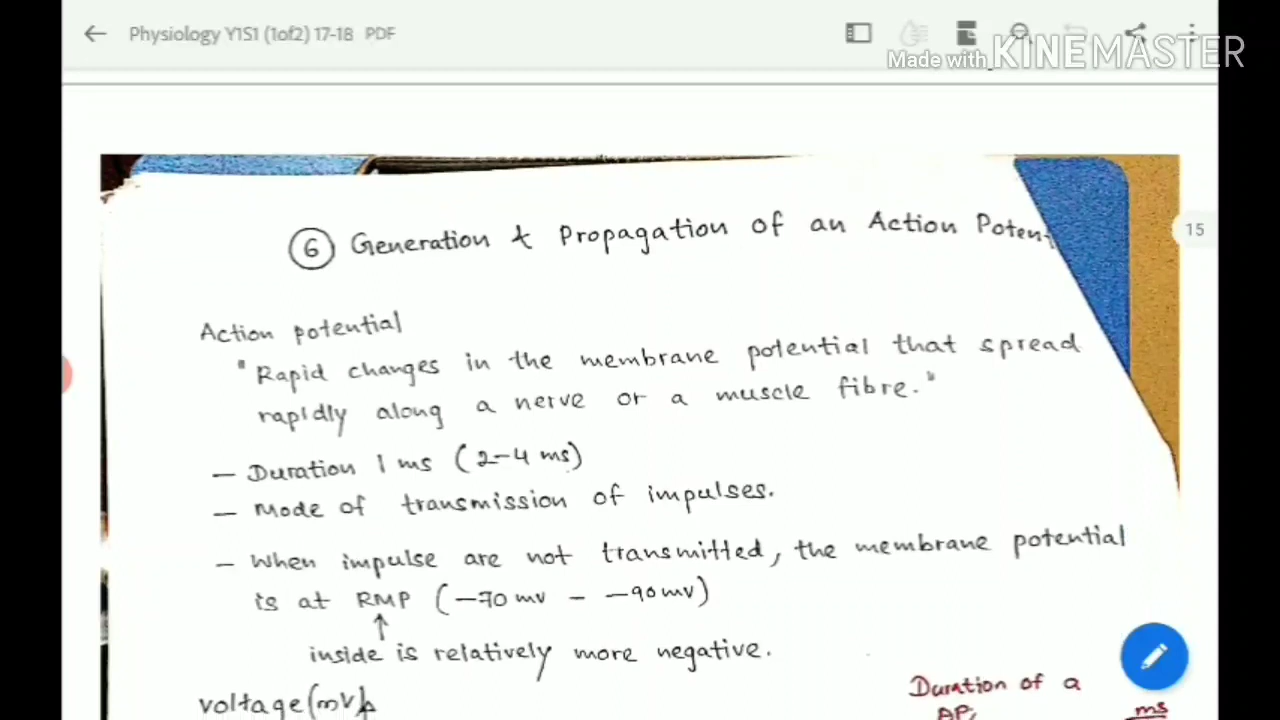 Physiology Y1S1 (1of2) 17-18 PDF
Made with KINEMASTER
15
6 Generation & Propagation of an Action Potent
Action potential
"Rapid changes in the membrane potential that spread
rapidly along a nerve or a muscle fibre."
— Duration 1 ms (2-4 ms)
— Mode of transmission of impulses.
— When impulse are not transmitted, the membrane potential
is at RMP (-70 mv - -90mv)
↑
inside is relatively more negative.
voltage(mV)
Duration of a
AP, ms